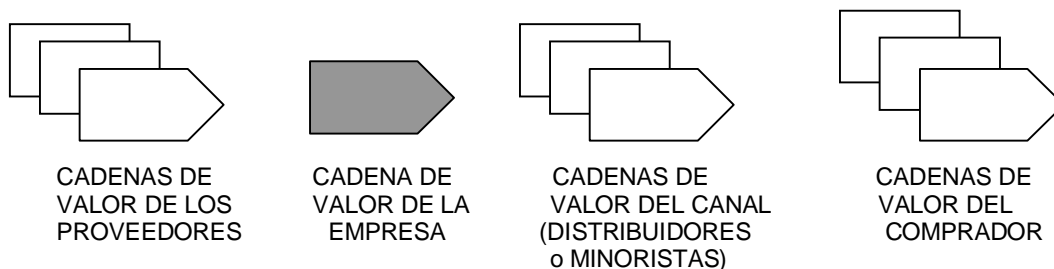 CADENAS DE
VALOR DE LOS
PROVEEDORES
CADENA DE
VALOR DE LA
EMPRESA
CADENAS DE
VALOR DEL CANAL
(DISTRIBUIDORES
o MINORISTAS)
CADENAS DE
VALOR DEL
COMPRADOR